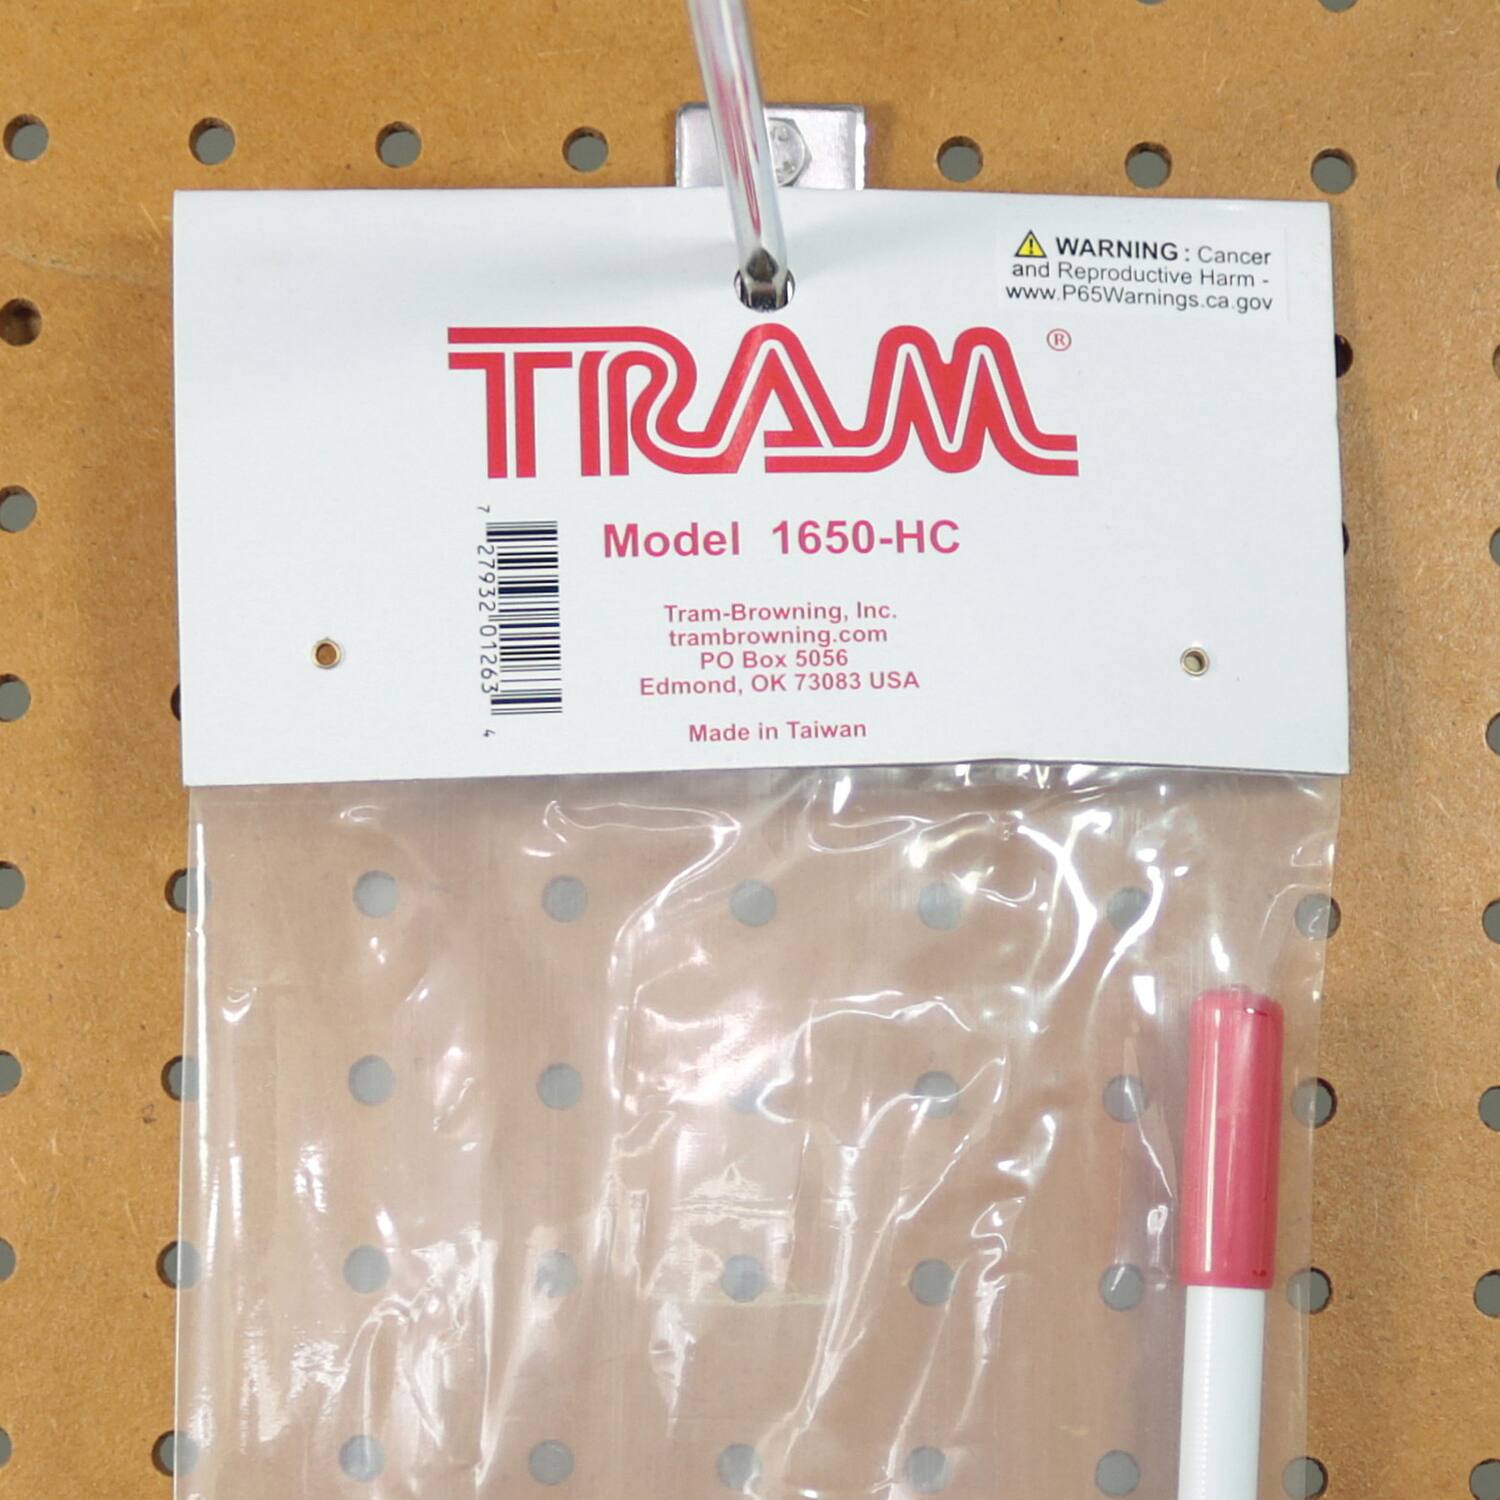 WARNING : Cancer
and Reproductive Harm -
www.P65Warnings.ca.gov
TRAM ®
Model 1650-HC
7 27932 01263 4
Tram-Browning, Inc.
trambrowning.com
PO Box 5056
Edmond, OK 73083 USA
Made in Taiwan